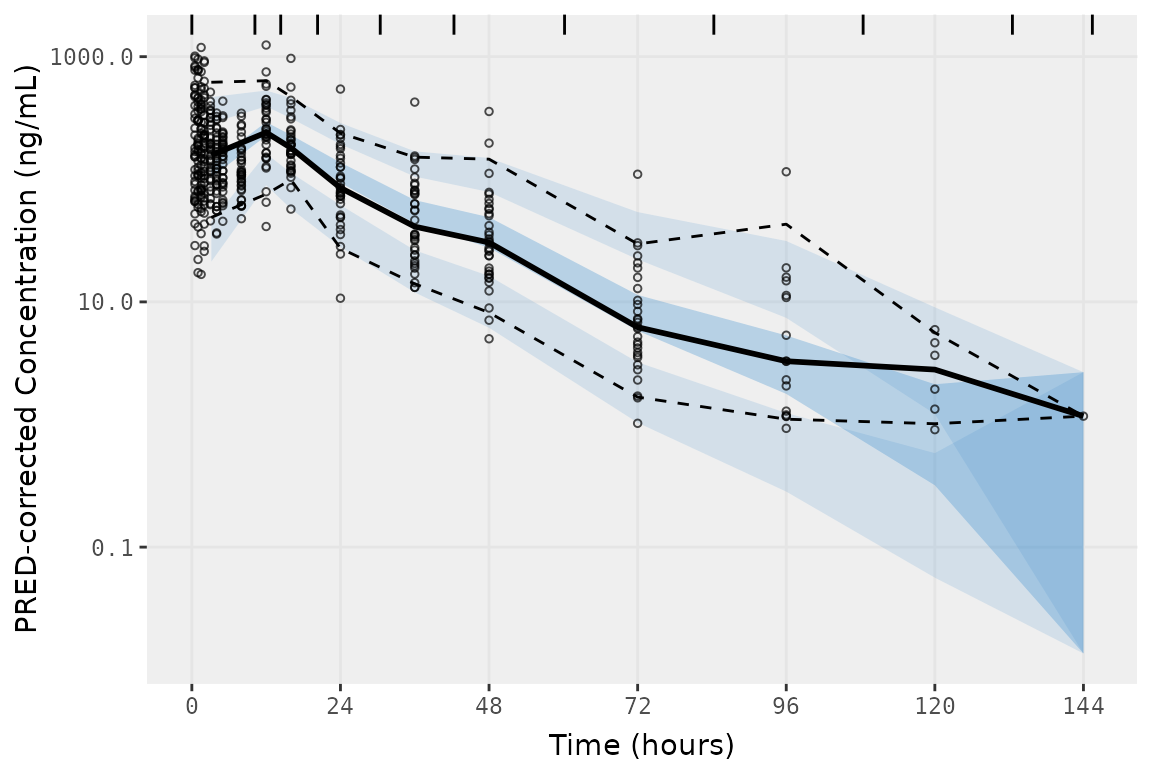 PRED-corrected Concentration (ng/mL)
1000.0
10.0
0.1
0 24 48 72 96 120 144
Time (hours)